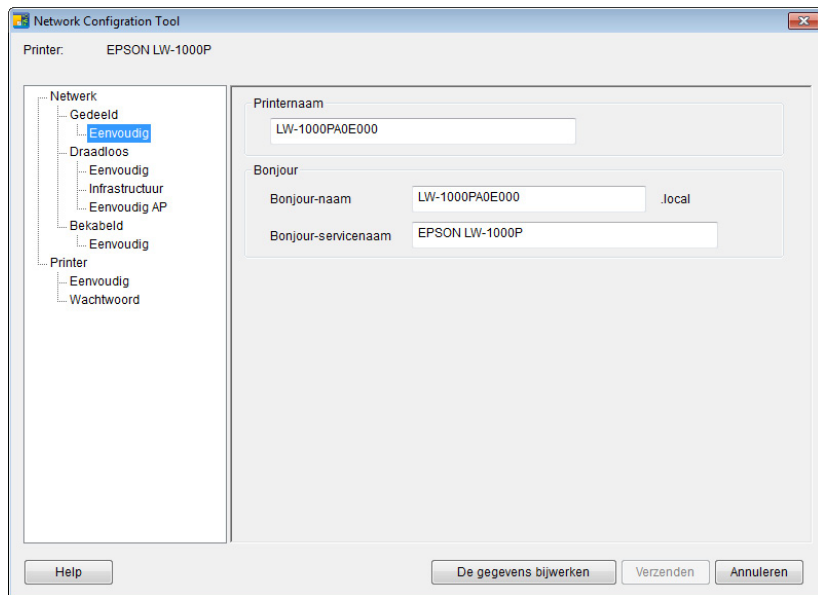 Network Configration Tool
Printer: EPSON LW-1000P
Netwerk
Gedeeld
Eenvoudig
Draadloos
Eenvoudig
Infrastructuur
Eenvoudig AP
Bekabeld
Eenvoudig
Printer
Eenvoudig
Wachtwoord
Printernaam
LW-1000PA0E000
Bonjour
Bonjour-naam LW-1000PA0E000 .local
Bonjour-servicenaam EPSON LW-1000P
Help De gegevens bijwerken Verzenden Annuleren